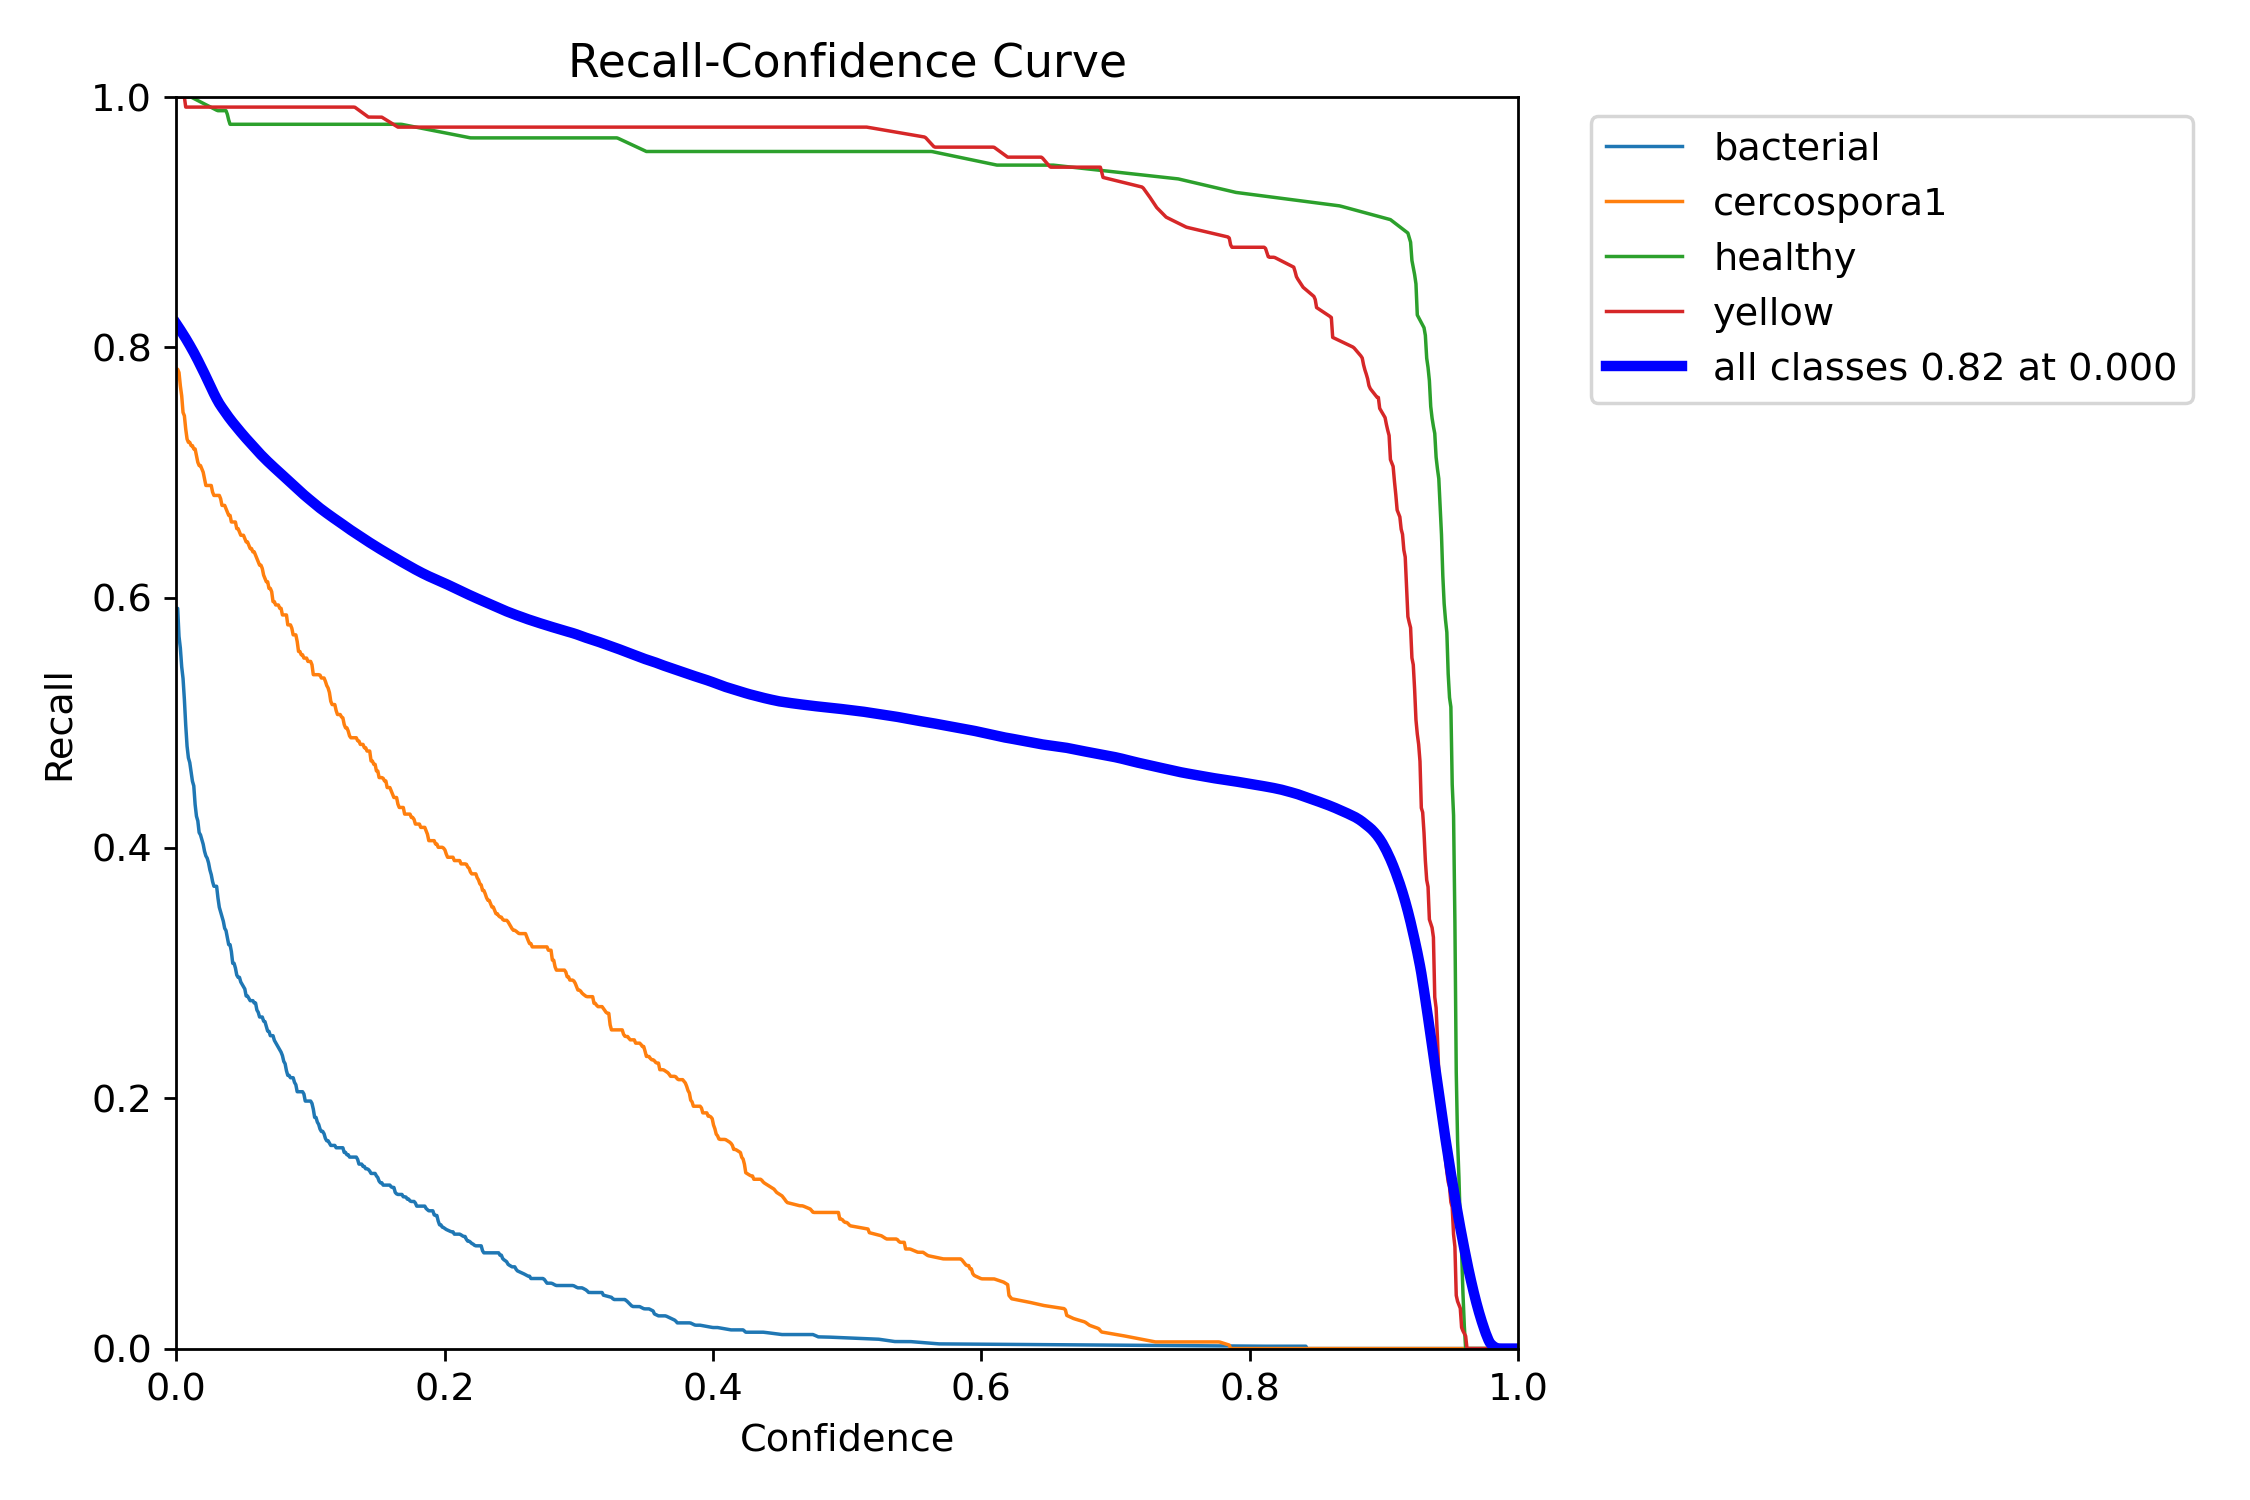 Recall-Confidence Curve
1.0
0.8
0.6
0.4
0.2
0.0
Recall
0.0 0.2 0.4 0.6 0.8 1.0
Confidence
bacterial
cercospora1
healthy
yellow
all classes 0.82 at 0.000